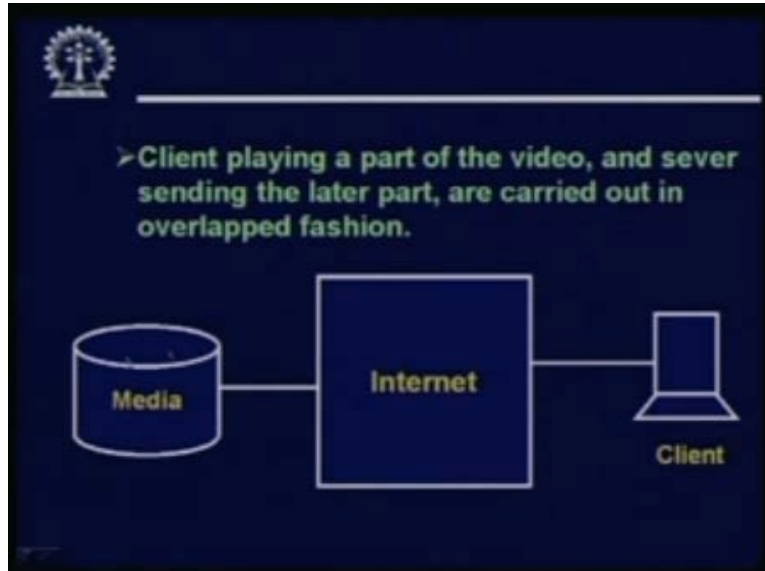 ➢Client playing a part of the video, and sever
sending the later part, are carried out in
overlapped fashion.
Media
Internet
Client